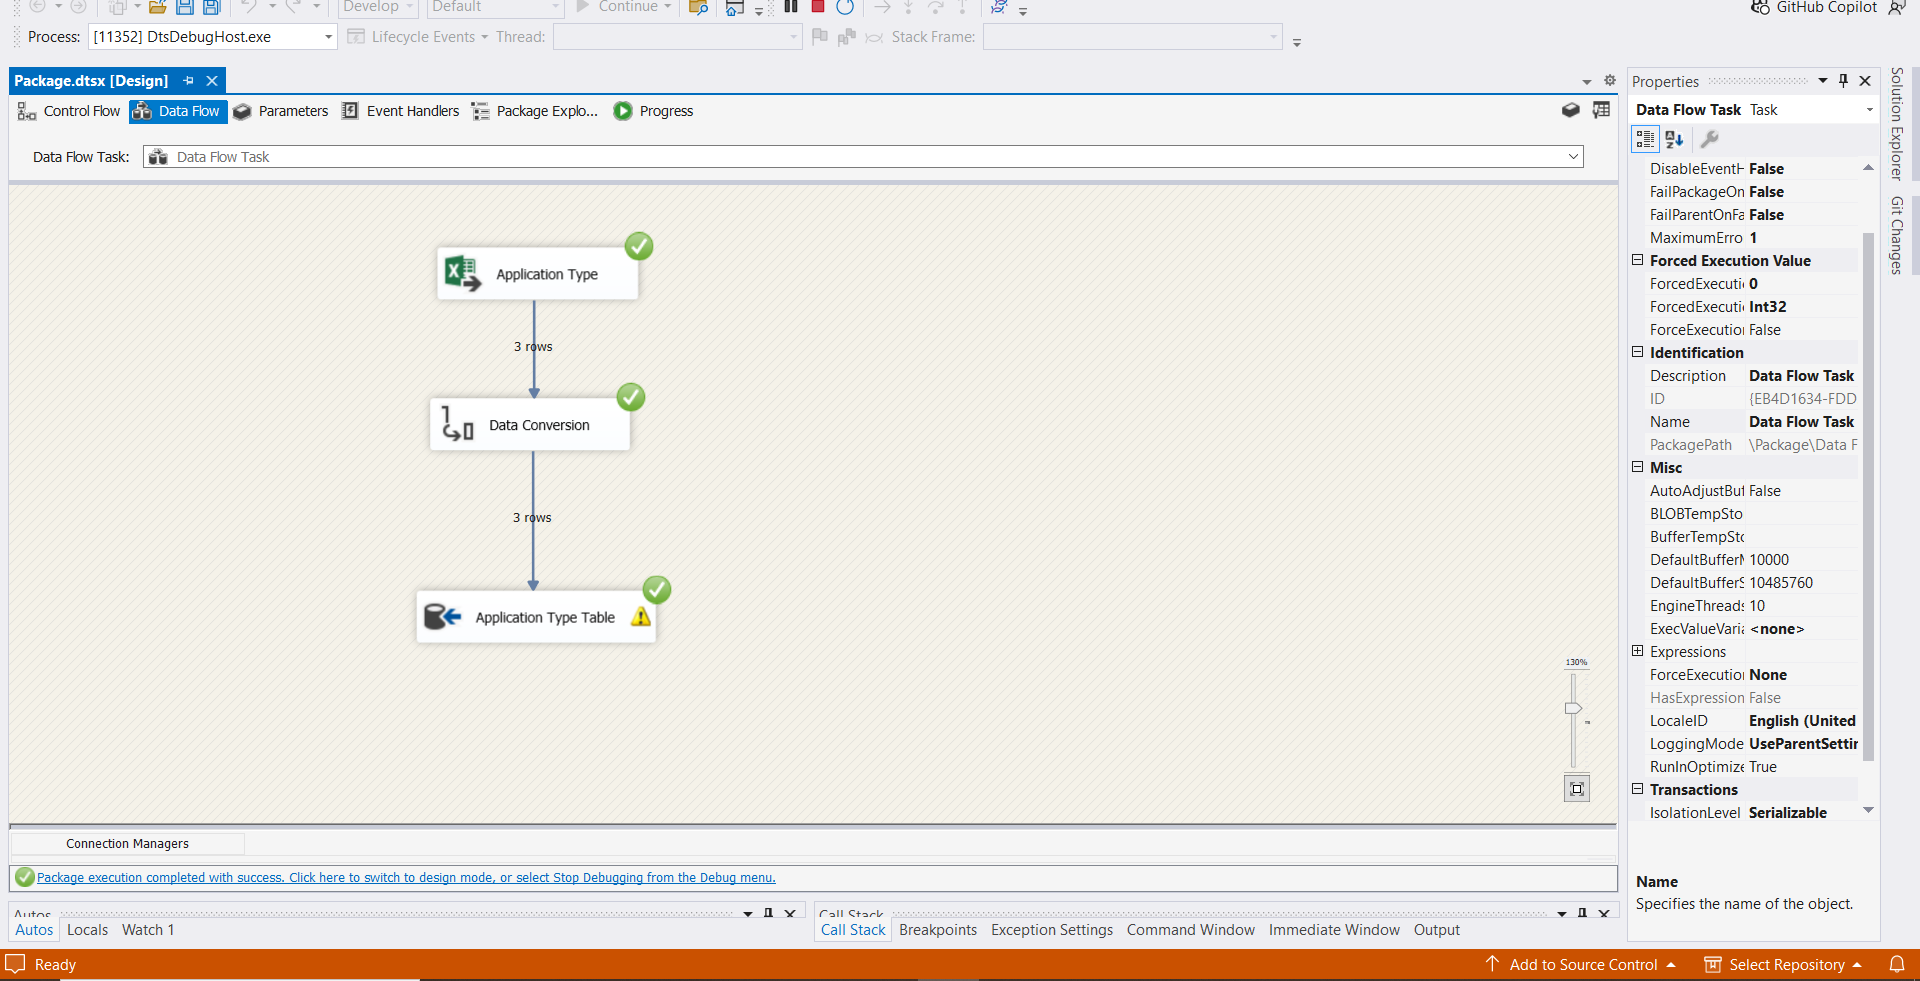 Develop Default Continue GitHub Copilot
Process: [11352] DtsDebugHost.exe Lifecycle Events Thread: Stack Frame:
Package.dtsx [Design]
Control Flow Data Flow Parameters Event Handlers Package Explo... Progress
Data Flow Task: Data Flow Task
Application Type
3 rows
Data Conversion
3 rows
Application Type Table
130%
Connection Managers
Package execution completed with success. Click here to switch to design mode, or select Stop Debugging from the Debug menu.
Autos
Autos Locals Watch 1
Call Stack
Call Stack Breakpoints Exception Settings Command Window Immediate Window Output
Properties
Data Flow Task Task
DisableEventH False
FailPackageOn False
FailParentOnFa False
MaximumErro 1
Forced Execution Value
ForcedExecuti 0
ForcedExecuti Int32
ForceExecution False
Identification
Description Data Flow Task
ID {EB4D1634-FDD
Name Data Flow Task
PackagePath \Package\Data F
Misc
AutoAdjustBuf False
BLOBTempSto
BufferTempSto
DefaultBufferM 10000
DefaultBufferS 10485760
EngineThreads 10
ExecValueVaria <none>
Expressions
ForceExecution None
HasExpression False
LocaleID English (United
LoggingMode UseParentSettin
RunInOptimize True
Transactions
IsolationLevel Serializable
Name
Specifies the name of the object.
Solution Explorer
Git Changes
Ready Add to Source Control Select Repository